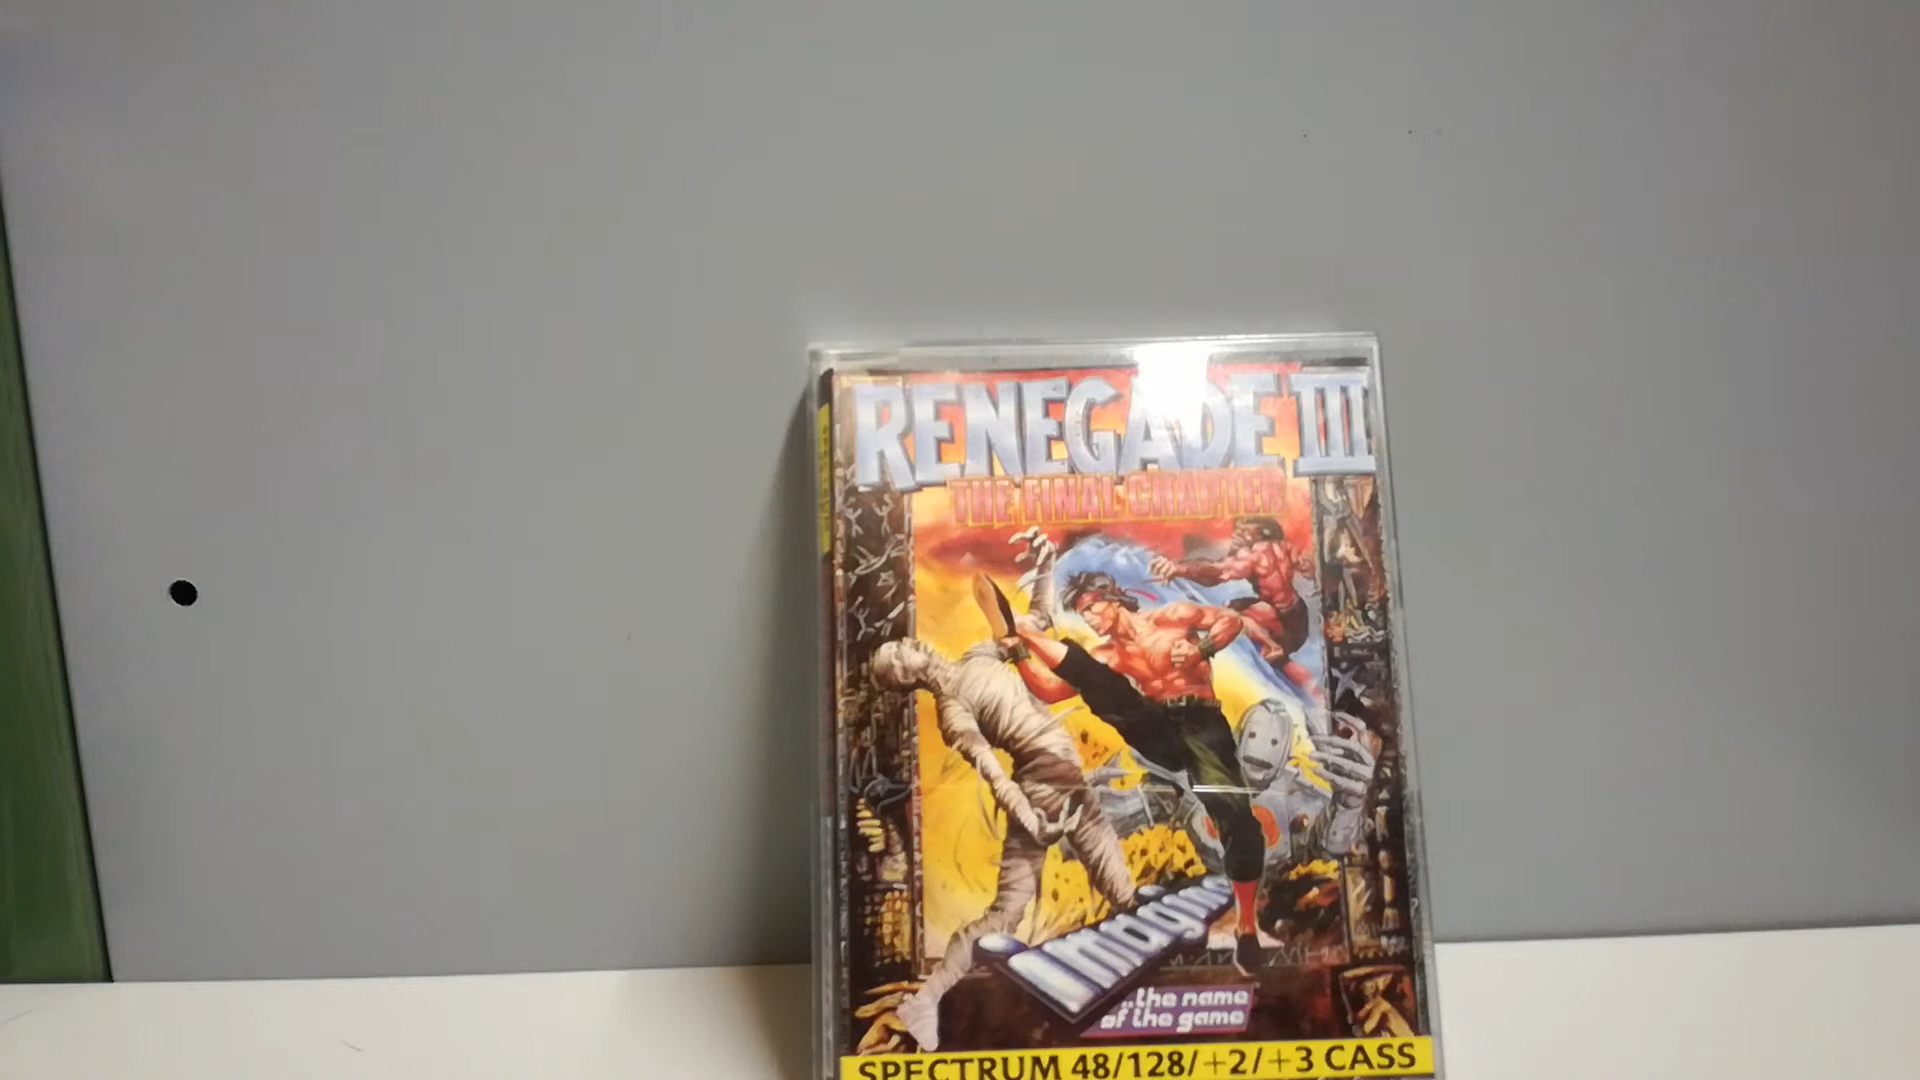 RENEGADE III
THE FINAL CHAPTER
Imagine
...the name
of the game
SPECTRUM 48/128/+2/+3 CASS